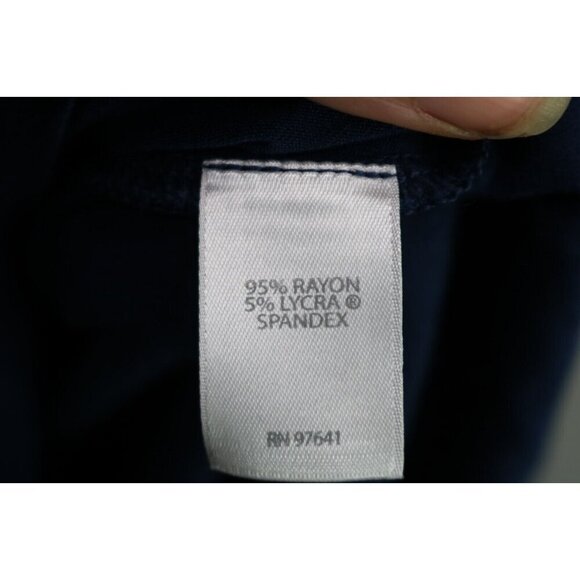 95% RAYON
5% LYCRA ®
SPANDEX
RN 97641